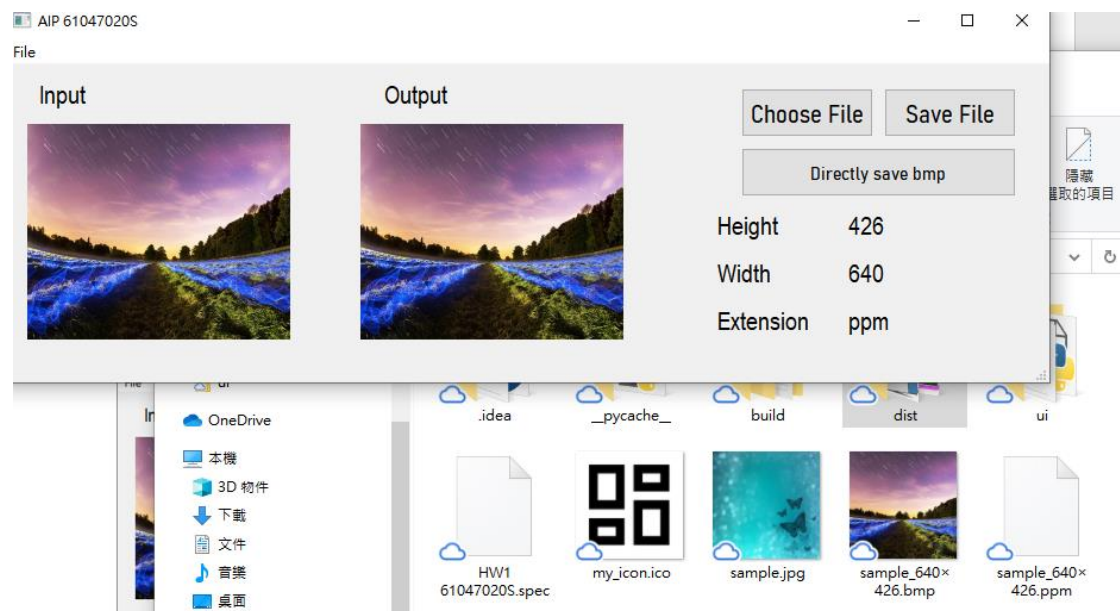 AIP 61047020S
File
Input
Output
Choose File
Save File
Directly save bmp
Height 426
Width 640
Extension ppm
隱藏
選取的項目
OneDrive
本機
3D 物件
下載
文件
音樂
桌面
.idea
__pycache__
build
dist
ui
HW1
61047020S.spec
my_icon.ico
sample.jpg
sample_640×
426.bmp
sample_640×
426.ppm